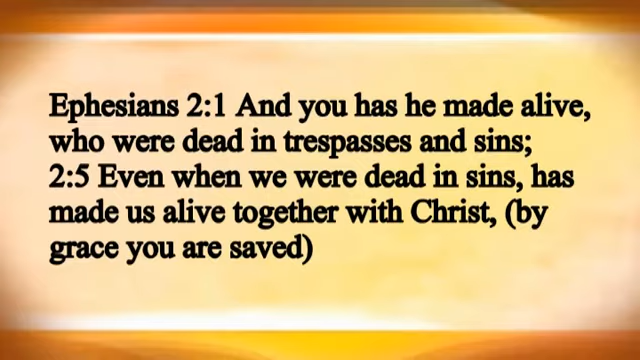 Ephesians 2:1 And you has he made alive,
who were dead in trespasses and sins;
2:5 Even when we were dead in sins, has
made us alive together with Christ, (by
grace you are saved)